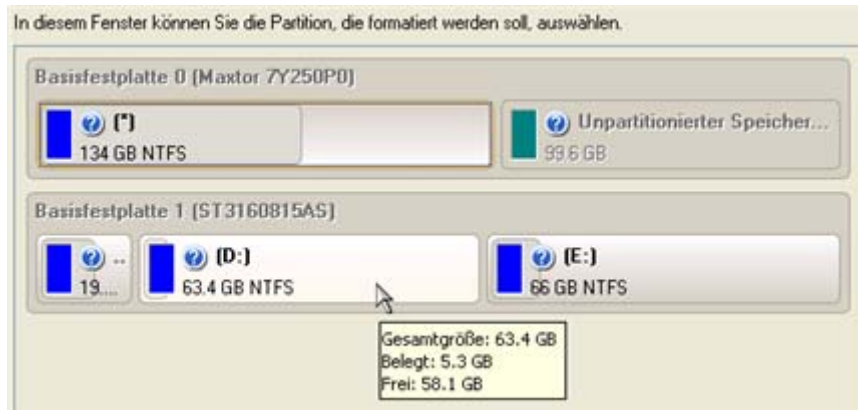 In diesem Fenster können Sie die Partition, die formatiert werden soll, auswählen.
Basisfestplatte 0 (Maxtor 7Y250P0)
(*)
134 GB NTFS
Unpartitionierter Speicher...
99.6 GB
Basisfestplatte 1 (ST3160815AS)
..
19....
(D:)
63.4 GB NTFS
(E:)
66 GB NTFS
Gesamtgröße: 63.4 GB
Belegt: 5.3 GB
Frei: 58.1 GB